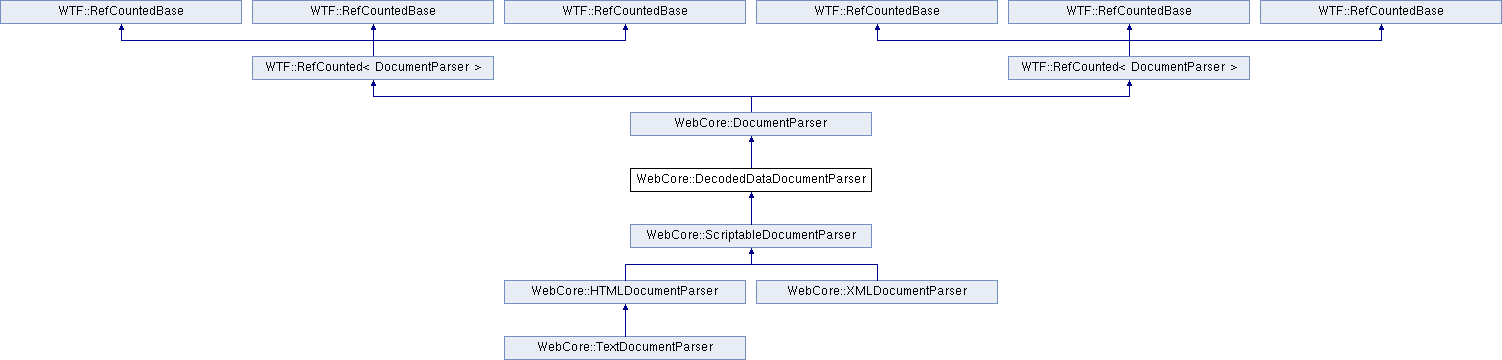 WTF::RefCountedBase
WTF::RefCountedBase
WTF::RefCountedBase
WTF::RefCountedBase
WTF::RefCountedBase
WTF::RefCountedBase
WTF::RefCounted< DocumentParser >
WTF::RefCounted< DocumentParser >
WebCore::DocumentParser
WebCore::DecodedDataDocumentParser
WebCore::ScriptableDocumentParser
WebCore::HTMLDocumentParser
WebCore::XMLDocumentParser
WebCore::TextDocumentParser